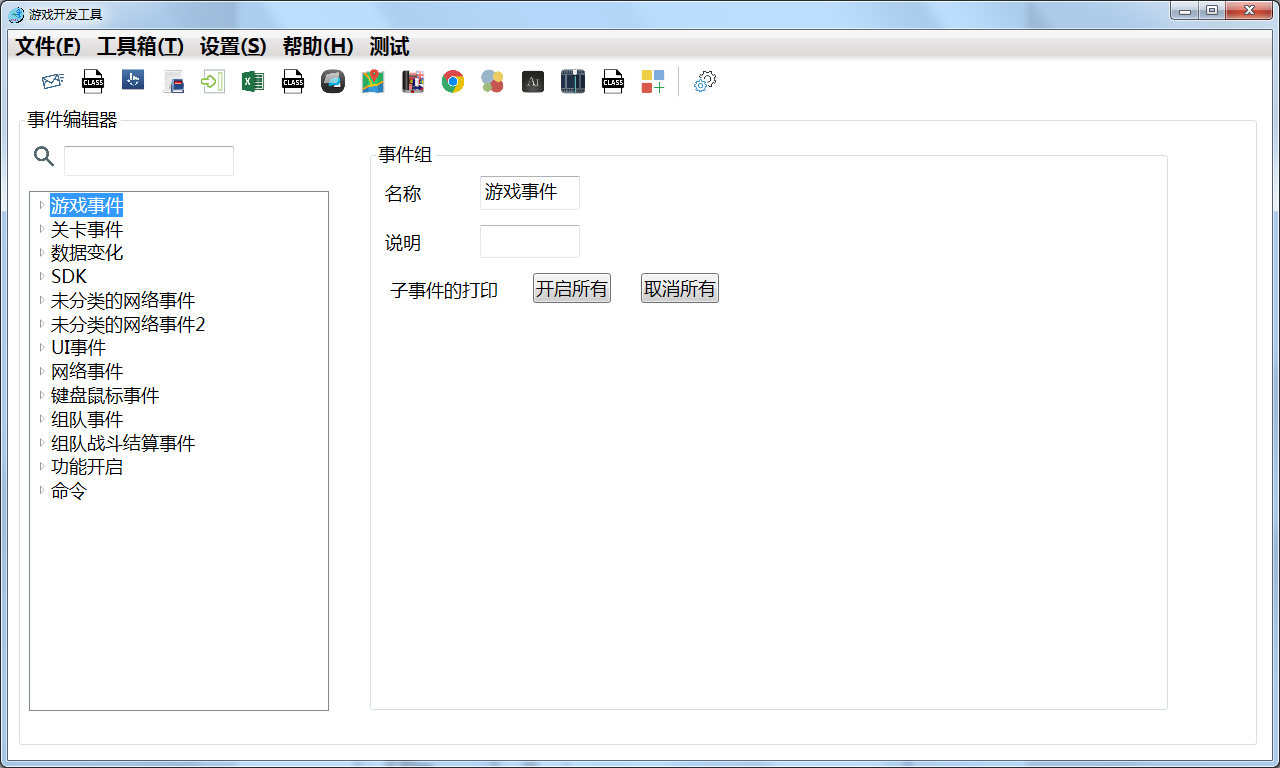 游戏开发工具
文件(F) 工具箱(T) 设置(S) 帮助(H) 测试
CLASS CLASS AI CLASS
事件编辑器
游戏事件
关卡事件
数据变化
SDK
未分类的网络事件
未分类的网络事件2
UI事件
网络事件
键盘鼠标事件
组队事件
组队战斗结算事件
功能开启
命令
事件组
名称 游戏事件
说明
子事件的打印 开启所有 取消所有